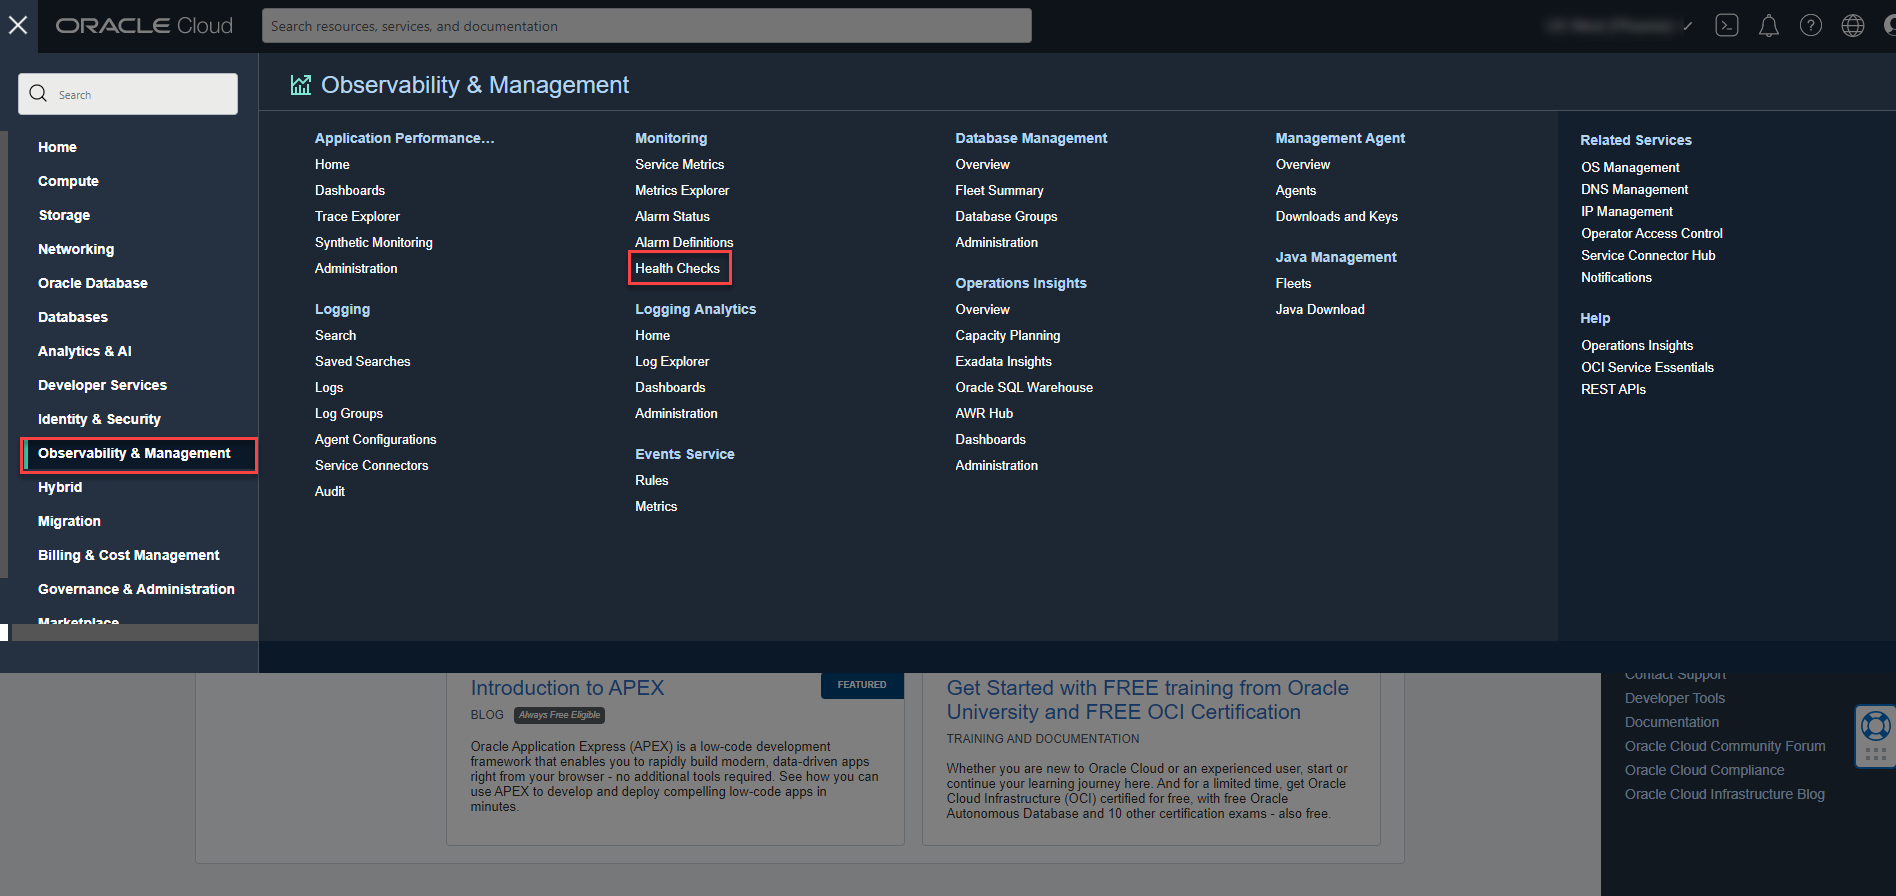 ORACLE Cloud
Search resources, services, and documentation
Search
Home
Compute
Storage
Networking
Oracle Database
Databases
Analytics & AI
Developer Services
Identity & Security
Observability & Management
Hybrid
Migration
Billing & Cost Management
Governance & Administration
Marketplace
Observability & Management
Application Performance...
Home
Dashboards
Trace Explorer
Synthetic Monitoring
Administration
Logging
Search
Saved Searches
Logs
Log Groups
Agent Configurations
Service Connectors
Audit
Monitoring
Service Metrics
Metrics Explorer
Alarm Status
Alarm Definitions
Health Checks
Logging Analytics
Home
Log Explorer
Dashboards
Administration
Events Service
Rules
Metrics
Database Management
Overview
Fleet Summary
Database Groups
Administration
Operations Insights
Overview
Capacity Planning
Exadata Insights
Oracle SQL Warehouse
AWR Hub
Dashboards
Administration
Management Agent
Overview
Agents
Downloads and Keys
Java Management
Fleets
Java Download
Related Services
OS Management
DNS Management
IP Management
Operator Access Control
Service Connector Hub
Notifications
Help
Operations Insights
OCI Service Essentials
REST APIs
Introduction to APEX
FEATURED
BLOG Always Free Eligible
Oracle Application Express (APEX) is a low-code development
framework that enables you to rapidly build modern, data-driven apps
right from your browser - no additional tools required. See how you can
use APEX to develop and deploy compelling low-code apps in
minutes.
Get Started with FREE training from Oracle
University and FREE OCI Certification
TRAINING AND DOCUMENTATION
Whether you are new to Oracle Cloud or an experienced user, start or
continue your learning journey here. And for a limited time, get Oracle
Cloud Infrastructure (OCI) certified for free, with free Oracle
Autonomous Database and 10 other certification exams - also free.
Contact Support
Developer Tools
Documentation
Oracle Cloud Community Forum
Oracle Cloud Compliance
Oracle Cloud Infrastructure Blog